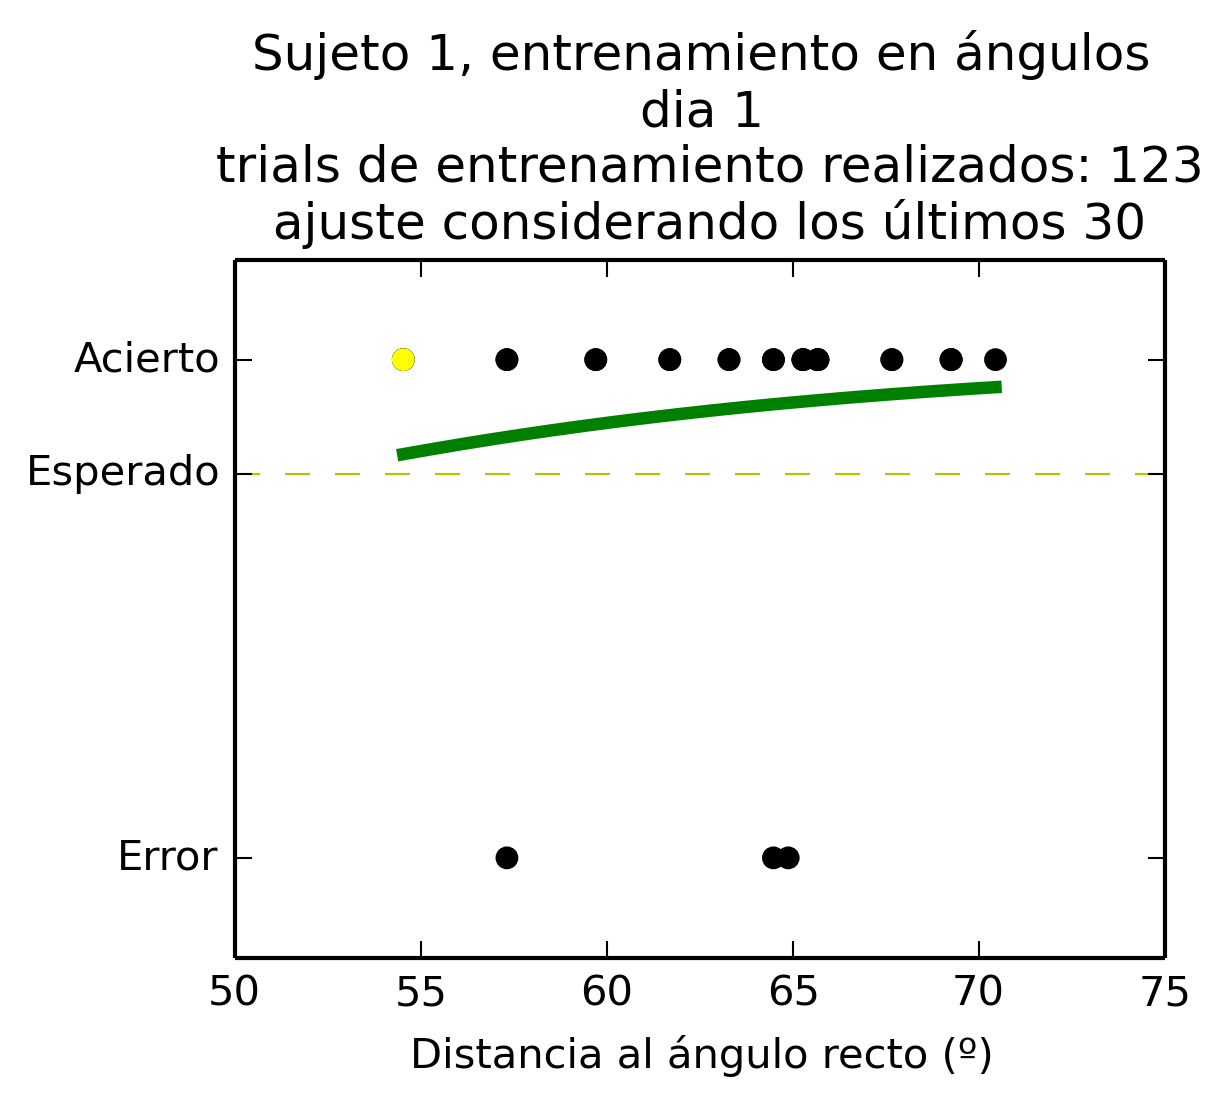 Sujeto 1, entrenamiento en ángulos
dia 1
trials de entrenamiento realizados: 123
ajuste considerando los últimos 30
Acierto
Esperado
Error
50 55 60 65 70 75
Distancia al ángulo recto (º)